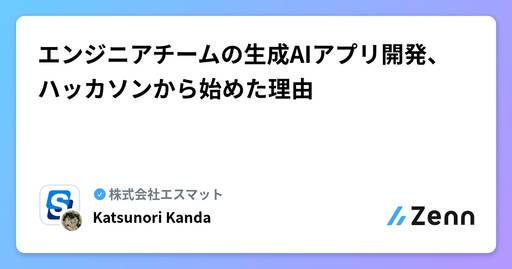 エンジニアチームの生成AIアプリ開発、
ハッカソンから始めた理由
株式会社エスマット
Katsunori Kanda
Zenn